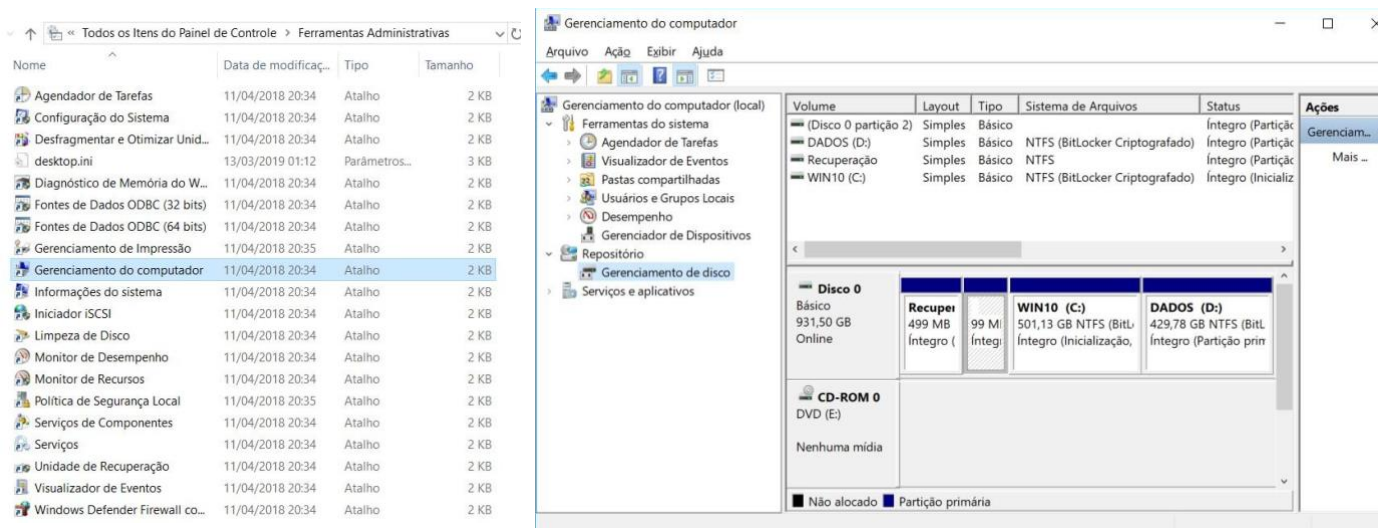 « Todos os Itens do Painel de Controle > Ferramentas Administrativas
Nome Data de modificaç... Tipo Tamanho
Agendador de Tarefas 11/04/2018 20:34 Atalho 2 KB
Configuração do Sistema 11/04/2018 20:34 Atalho 2 KB
Desfragmentar e Otimizar Unid... 11/04/2018 20:34 Atalho 2 KB
desktop.ini 13/03/2019 01:12 Parâmetros... 3 KB
Diagnóstico de Memória do W... 11/04/2018 20:34 Atalho 2 KB
Fontes de Dados ODBC (32 bits) 11/04/2018 20:34 Atalho 2 KB
Fontes de Dados ODBC (64 bits) 11/04/2018 20:34 Atalho 2 KB
Gerenciamento de Impressão 11/04/2018 20:35 Atalho 2 KB
Gerenciamento do computador 11/04/2018 20:34 Atalho 2 KB
Informações do sistema 11/04/2018 20:34 Atalho 2 KB
Iniciador iSCSI 11/04/2018 20:34 Atalho 2 KB
Limpeza de Disco 11/04/2018 20:34 Atalho 2 KB
Monitor de Desempenho 11/04/2018 20:34 Atalho 2 KB
Monitor de Recursos 11/04/2018 20:34 Atalho 2 KB
Política de Segurança Local 11/04/2018 20:35 Atalho 2 KB
Serviços de Componentes 11/04/2018 20:34 Atalho 2 KB
Serviços 11/04/2018 20:34 Atalho 2 KB
Unidade de Recuperação 11/04/2018 20:34 Atalho 2 KB
Visualizador de Eventos 11/04/2018 20:34 Atalho 2 KB
Windows Defender Firewall co... 11/04/2018 20:34 Atalho 2 KB
Gerenciamento do computador
Arquivo Ação Exibir Ajuda
Gerenciamento do computador (local)
Ferramentas do sistema
Agendador de Tarefas
Visualizador de Eventos
Pastas compartilhadas
Usuários e Grupos Locais
Desempenho
Gerenciador de Dispositivos
Repositório
Gerenciamento de disco
Serviços e aplicativos
Volume Layout Tipo Sistema de Arquivos Status
(Disco 0 partição 2) Simples Básico Íntegro (Partiçã
DADOS (D:) Simples Básico NTFS (BitLocker Criptografado) Íntegro (Partiçã
Recuperação Simples Básico NTFS Íntegro (Partiçã
WIN10 (C:) Simples Básico NTFS (BitLocker Criptografado) Íntegro (Inicializ
Disco 0
Básico
931,50 GB
Online
Recuper
499 MB
Íntegro (
99 M
Íntegr
WIN10 (C:)
501,13 GB NTFS (BitL
Íntegro (Inicialização,
DADOS (D:)
429,78 GB NTFS (BitL
Íntegro (Partição prim
CD-ROM 0
DVD (E:)
Nenhuma mídia
Não alocado Partição primária
Ações
Gerenciam...
Mais ...